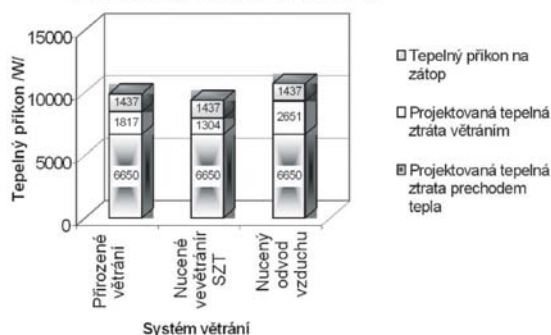 15000
10000
5000
0
Tepelný příkon /W/
1437
1817
6650
1437
1304
6650
1437
2651
6650
Přirozené
větrání
Nucené
vevětránir
SZT
Nucený
odvod
vzduchu
Systém větrání
Tepelný příkon na
zátop
Projektovaná tepelná
ztráta větráním
Projektovaná tepelná
ztrata prechodem
tepla